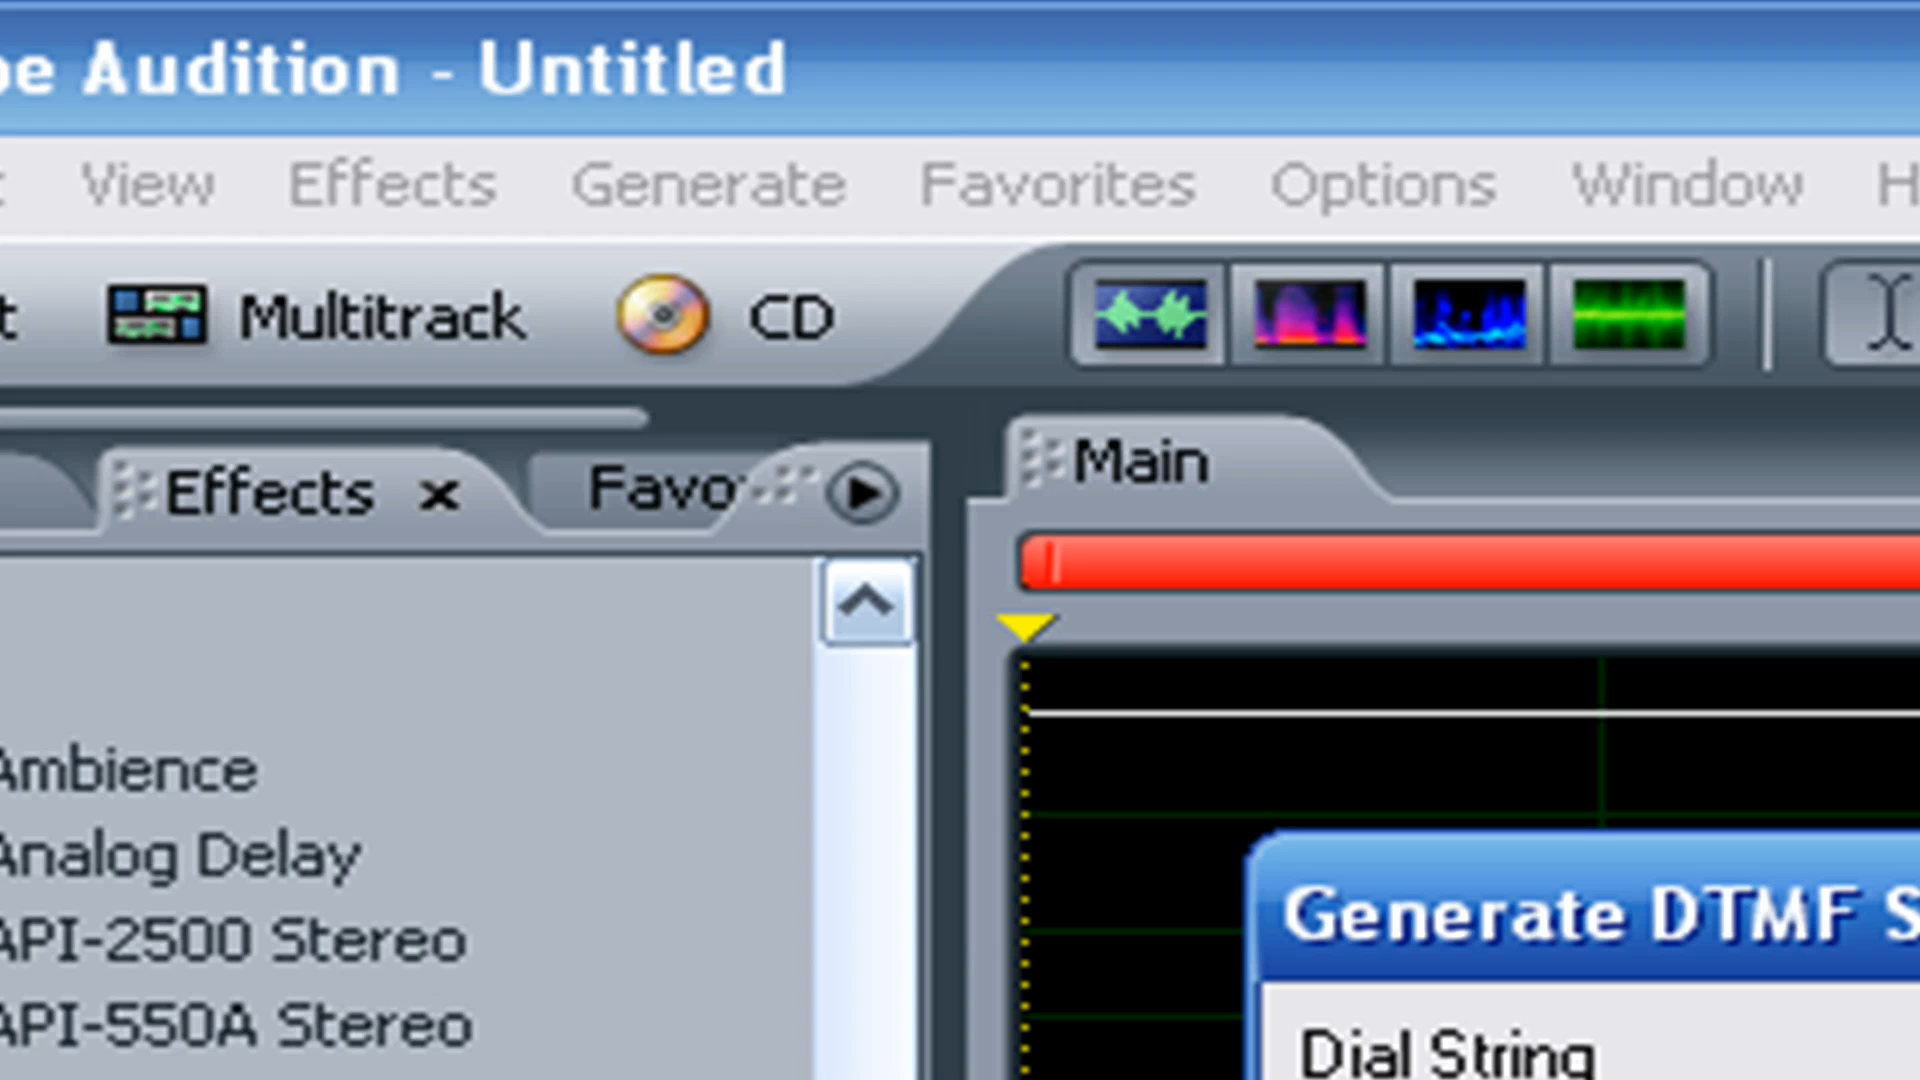 Audition - Untitled
View Effects Generate Favorites Options Window
Multitrack CD
Effects x Favo Main
Ambience
Analog Delay
API-2500 Stereo
API-550A Stereo
Generate DTMF S
Dial String